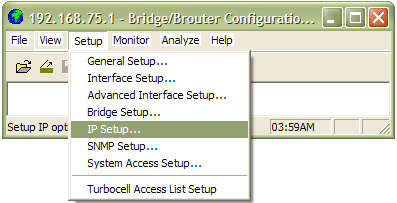 192.168.75.1 - Bridge/Brouter Configuratio...
File View Setup Monitor Analyze Help
General Setup...
Interface Setup...
Advanced Interface Setup...
Bridge Setup...
IP Setup...
SNMP Setup...
System Access Setup...
Turbocell Access List Setup
Setup IP opt
03:59AM